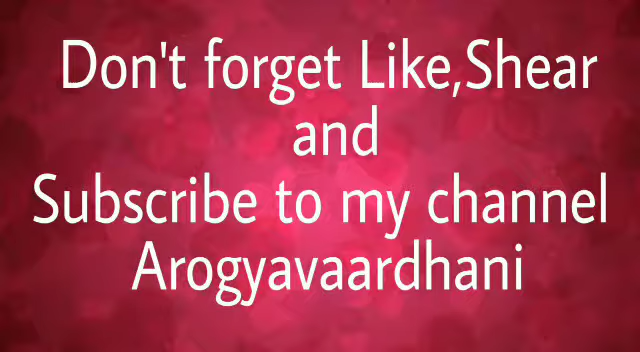 Don't forget Like,Shear
and
Subscribe to my channel
Arogyavaardhani